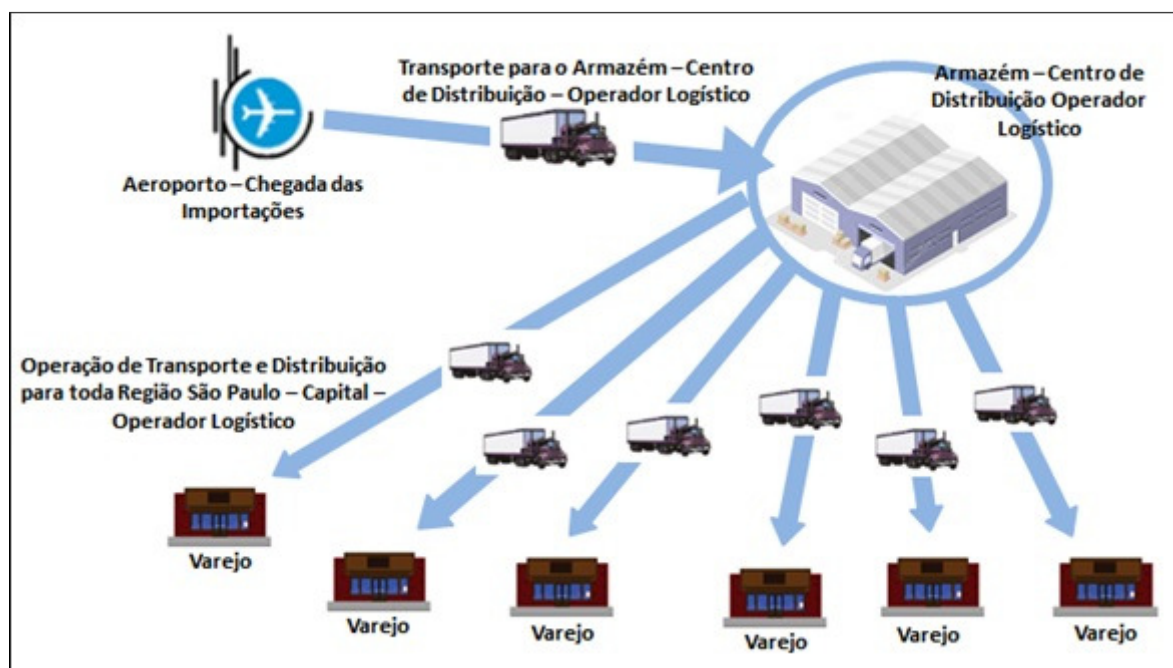 Transporte para o Armazém – Centro
de Distribuição – Operador Logístico
Armazém – Centro de
Distribuição Operador
Logístico
Aeroporto – Chegada das
Importações
Operação de Transporte e Distribuição
para toda Região São Paulo – Capital –
Operador Logístico
Varejo
Varejo
Varejo
Varejo
Varejo
Varejo